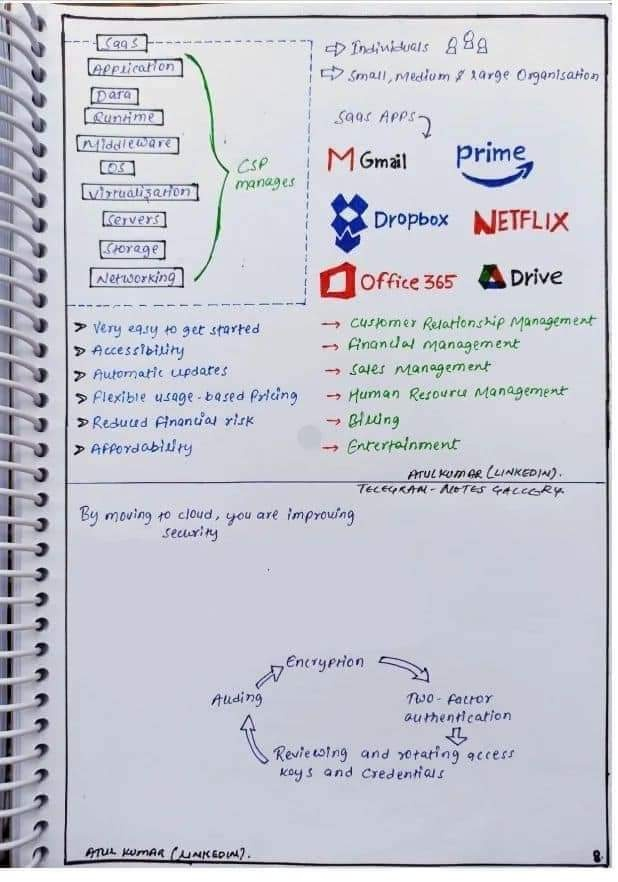 SaaS
Application
Data
Runtime
Middleware
OS
Virtualization
Servers
Storage
Networking
CSP
manages
Individuals
Small, Medium & Large Organisation
SaaS APPS
M Gmail
prime
Dropbox
NETFLIX
Office 365
Drive
Very easy to get started
Accessibility
Automatic updates
Flexible usage-based Pricing
Reduced Financial risk
Affordability
Customer Relationship Management
Financial Management
Sales Management
Human Resource Management
Billing
Entertainment
ATUL KUMAR (LINKEDIN).
TELEGRAM - NOTES GALLERY.
By moving to cloud, you are improving
security
Encryption
Two-factor
authentication
Reviewing and rotating access
keys and Credentials
Auding
ATUL KUMAR (LINKEDIN).
8